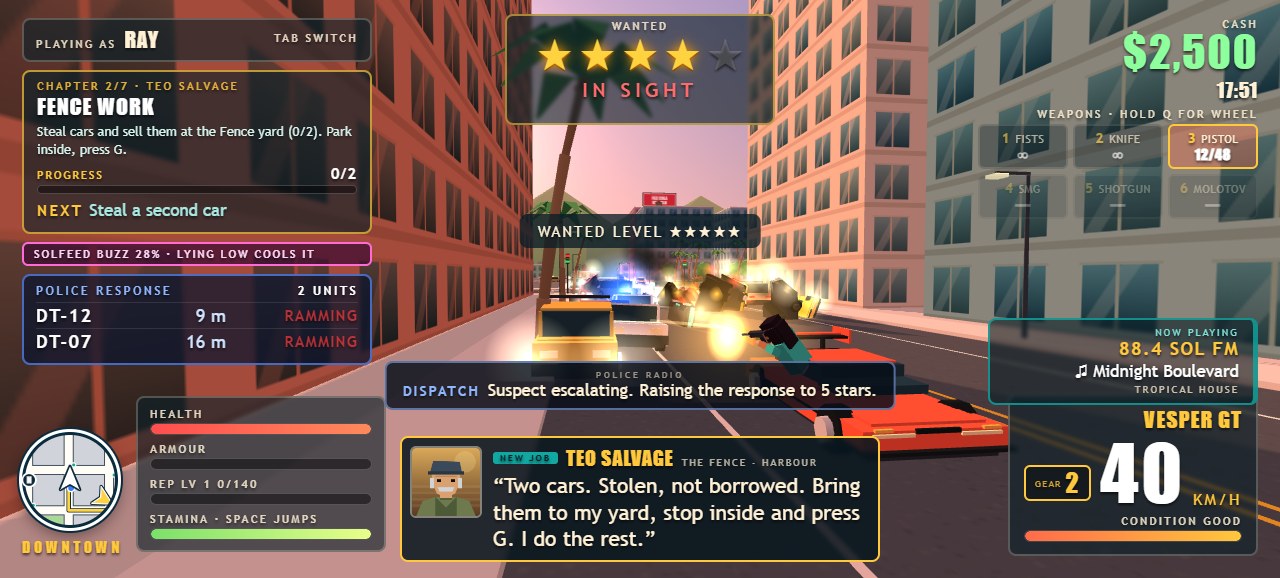 PLAYING AS RAY TAB SWITCH
CHAPTER 2/7 · TEO SALVAGE
FENCE WORK
Steal cars and sell them at the Fence yard (0/2). Park
inside, press G.
PROGRESS 0/2
NEXT Steal a second car
SOLFEED BUZZ 28% · LYING LOW COOLS IT
POLICE RESPONSE 2 UNITS
DT-12 9 m RAMMING
DT-07 16 m RAMMING
HEALTH
ARMOUR
REP LV 1 0/140
STAMINA · SPACE JUMPS
DOWNTOWN
WANTED
IN SIGHT
WANTED LEVEL ★★★★★
POLICE RADIO
DISPATCH Suspect escalating. Raising the response to 5 stars.
NEW JOB TEO SALVAGE THE FENCE · HARBOUR
“Two cars. Stolen, not borrowed. Bring
them to my yard, stop inside and press
G. I do the rest.”
CASH
$2,500
17:51
WEAPONS · HOLD Q FOR WHEEL
1 FISTS
∞
2 KNIFE
∞
3 PISTOL
12/48
4 SMG
—
5 SHOTGUN
—
6 MOLOTOV
—
NOW PLAYING
88.4 SOL FM
♫ Midnight Boulevard
TROPICAL HOUSE
VESPER GT
GEAR 2 40 KM/H
CONDITION GOOD